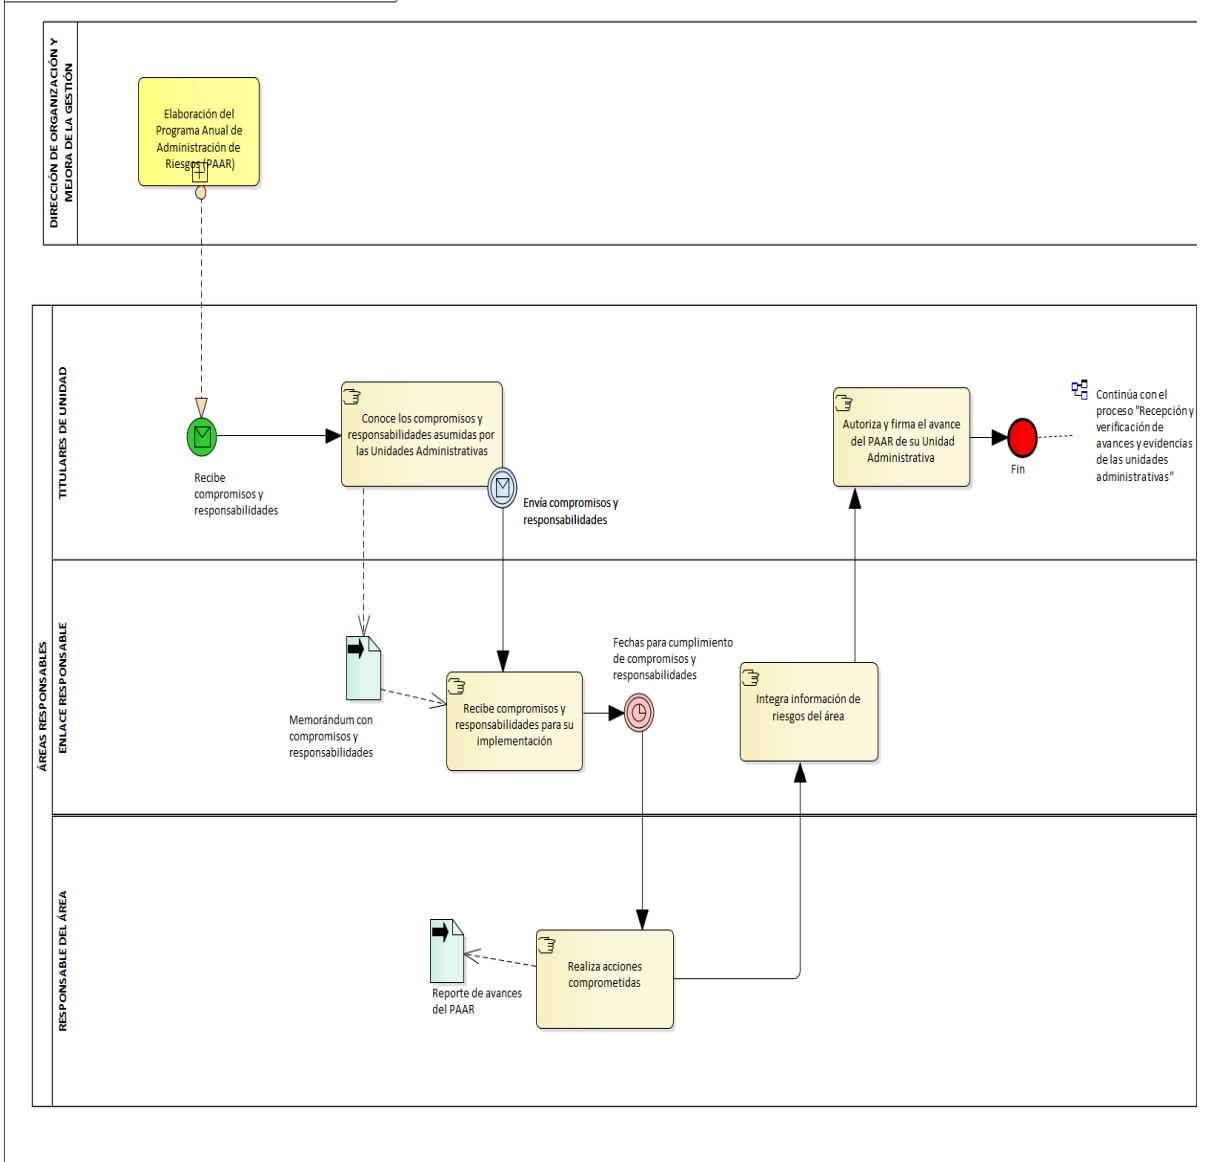 DIRECCIÓN DE ORGANIZACIÓN Y
MEJORA DE LA GESTIÓN
Elaboración del
Programa Anual de
Administración de
Riesgos (PAAR)
ÁREAS RESPONSABLES
TITULARES DE UNIDAD
Recibe
compromisos y
responsabilidades
Conoce los compromisos y
responsabilidades asumidas por
las Unidades Administrativas
Envía compromisos y
responsabilidades
Autoriza y firma el avance
del PAAR de su Unidad
Administrativa
Fin
Continúa con el
proceso "Recepción y
verificación de
avances y evidencias
de las unidades
administrativas"
ENLACE RESPONSABLE
Memorándum con
compromisos y
responsabilidades
Recibe compromisos y
responsabilidades para su
implementación
Fechas para cumplimiento
de compromisos y
responsabilidades
Integra información de
riesgos del área
RESPONSABLE DEL ÁREA
Reporte de avances
del PAAR
Realiza acciones
comprometidas